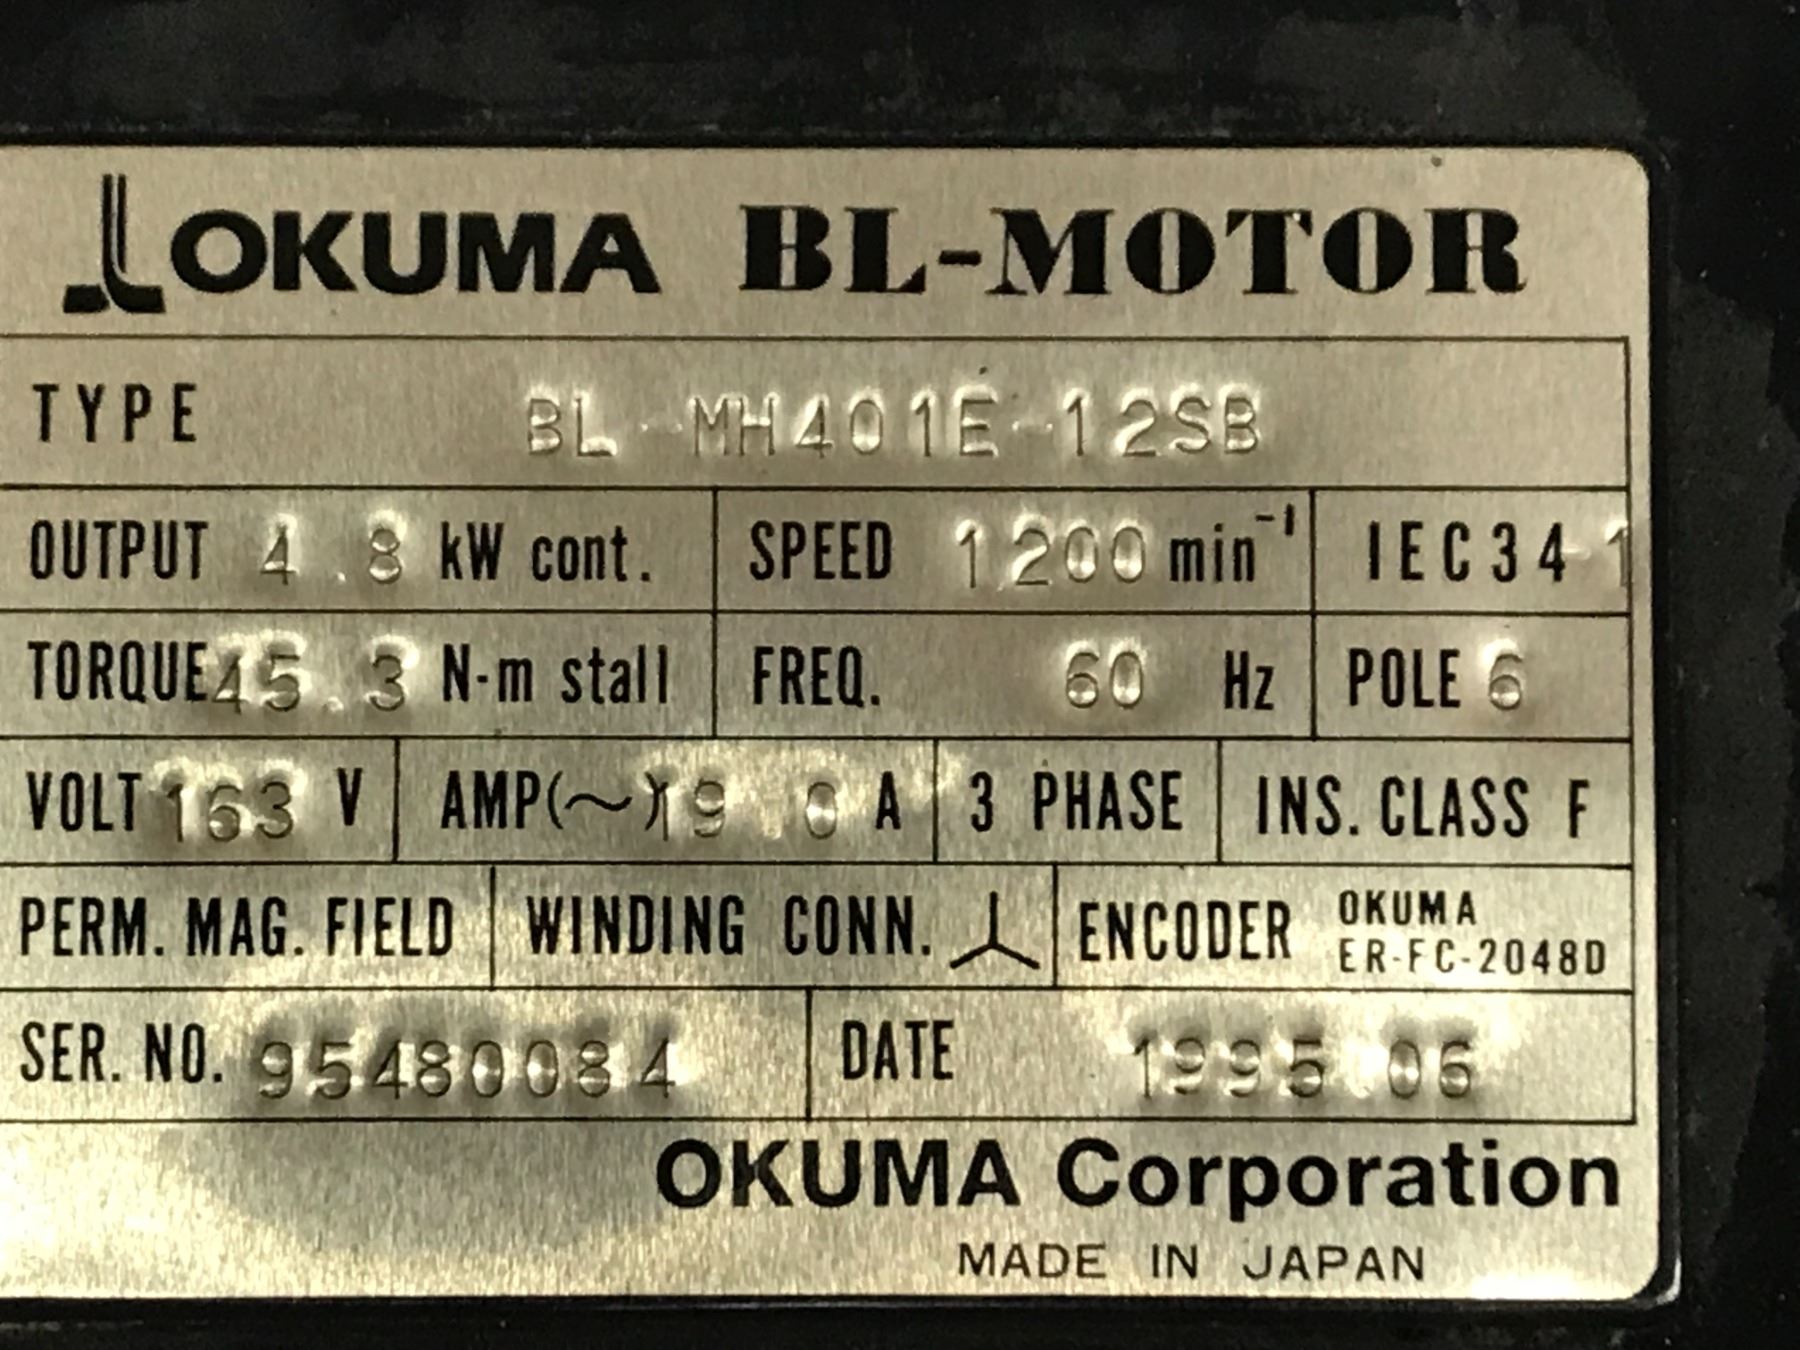 OKUMA BL-MOTOR
TYPE BL-MH401E-12SB
OUTPUT 4.8 kW cont. SPEED 1200 min⁻¹ IEC34-1
TORQUE 45.3 N-m stall FREQ. 60 Hz POLE 6
VOLT 163 V AMP(~) 19.0 A 3 PHASE INS. CLASS F
PERM. MAG. FIELD WINDING CONN. ENCODER OKUMA
ER-FC-2048D
SER. NO. 95480084 DATE 1995.06
OKUMA Corporation
MADE IN JAPAN